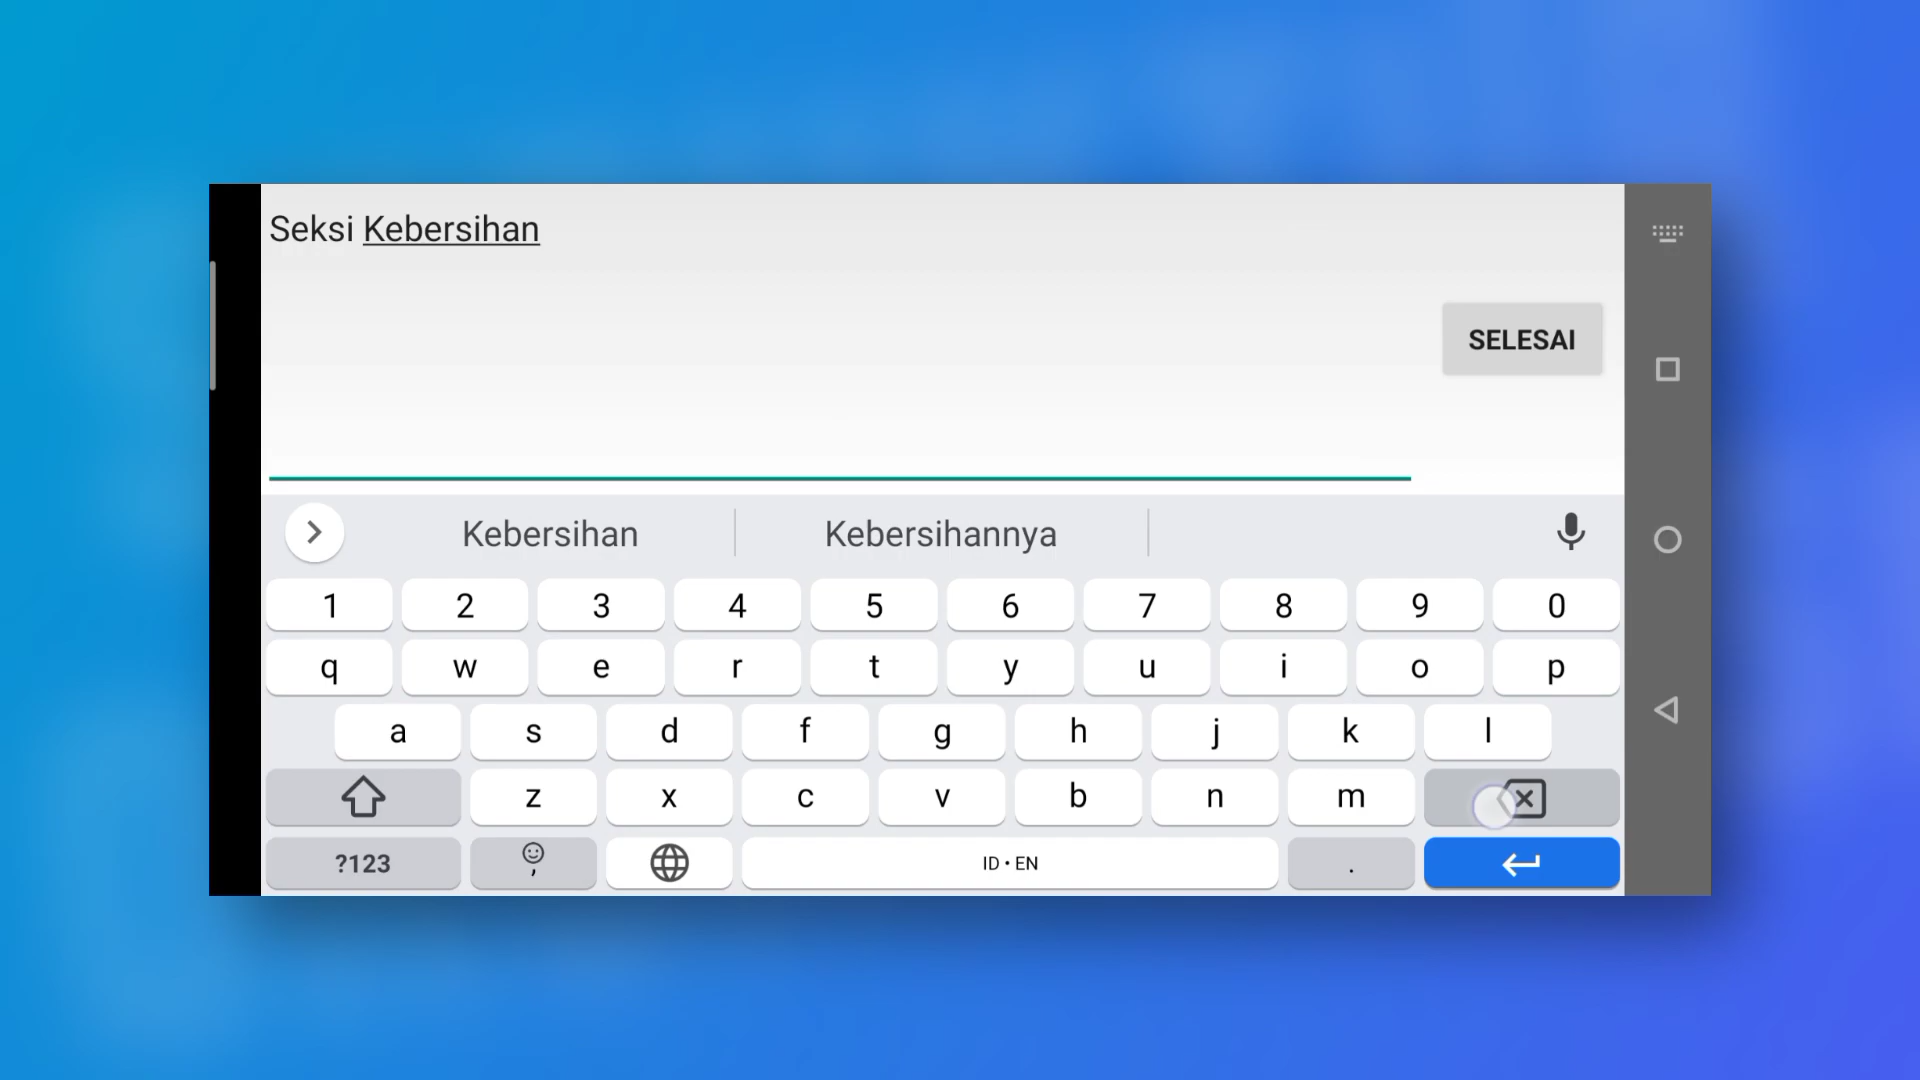 Seksi Kebersihan
SELESAI
Kebersihan Kebersihannya
1 2 3 4 5 6 7 8 9 0
q w e r t y u i o p
a s d f g h j k l
z x c v b n m
?123 , ID • EN .